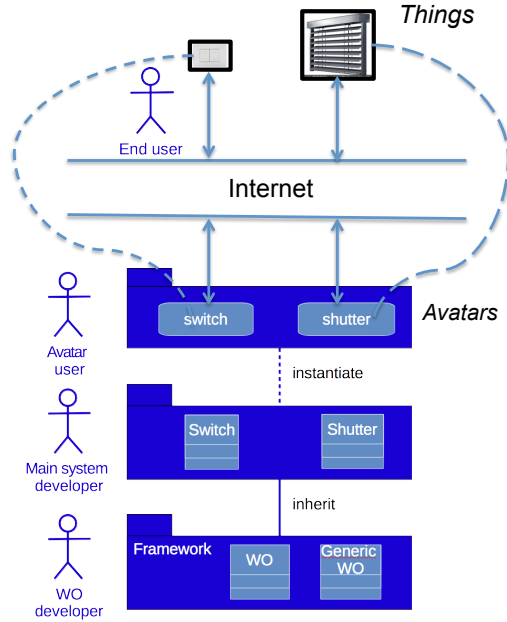 Things
End user
Internet
switch
shutter
Avatars
Avatar
user
instantiate
Switch
Shutter
Main system
developer
inherit
Framework
WO
Generic
WO
WO
developer